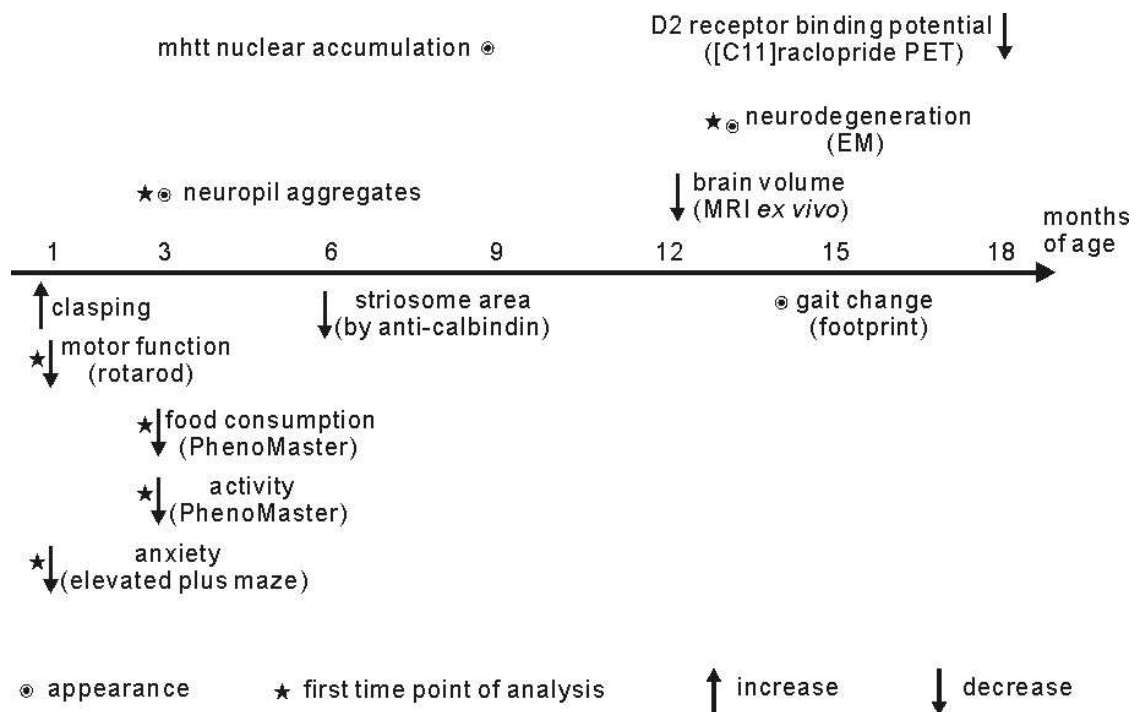 mhtt nuclear accumulation
D2 receptor binding potential
([C11]raclopride PET)
neurodegeneration
(EM)
neuropil aggregates
brain volume
(MRI ex vivo)
months
of age
1 3 6 9 12 15 18
clasping
striosome area
(by anti-calbindin)
gait change
(footprint)
motor function
(rotarod)
food consumption
(PhenoMaster)
activity
(PhenoMaster)
anxiety
(elevated plus maze)
appearance
first time point of analysis
increase
decrease